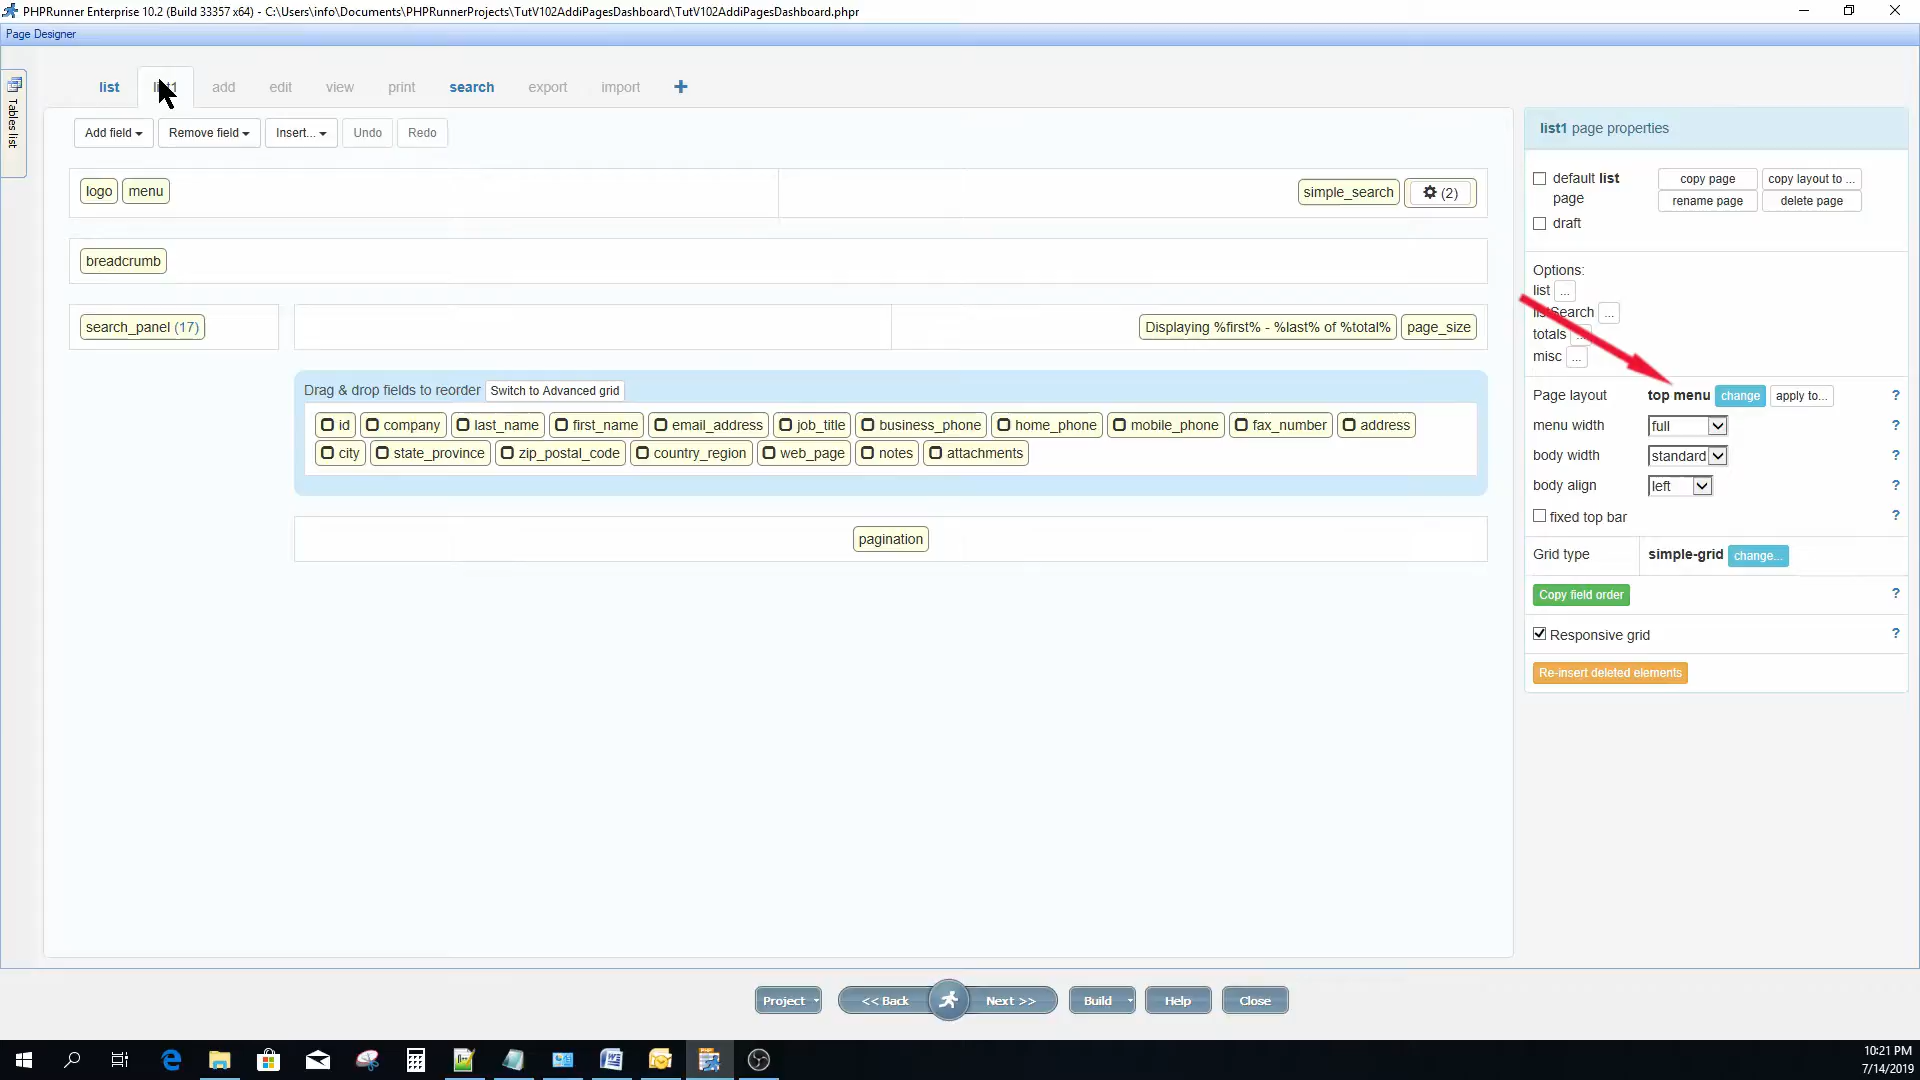 PHPRunner Enterprise 10.2 (Build 33357 x64) - C:\Users\info\Documents\PHPRunnerProjects\TutV102AddiPagesDashboard\TutV102AddiPagesDashboard.phpr
Page Designer
Tables list
list add edit view print search export import +
Add field Remove field Insert... Undo Redo
logo menu simple_search (2)
breadcrumb
search_panel (17) Displaying %first% - %last% of %total% page_size
Drag & drop fields to reorder Switch to Advanced grid
id company last_name first_name email_address job_title business_phone home_phone mobile_phone fax_number address
city state_province zip_postal_code country_region web_page notes attachments
pagination
list1 page properties
default list page
copy page copy layout to ...
rename page delete page
draft
Options:
list ...
totals
misc ...
Page layout top menu change apply to... ?
menu width full ?
body width standard ?
body align left ?
fixed top bar ?
Grid type simple-grid change...
Copy field order ?
Responsive grid ?
Re-insert deleted elements
Project << Back Next >> Build Help Close
10:21 PM
7/14/2019